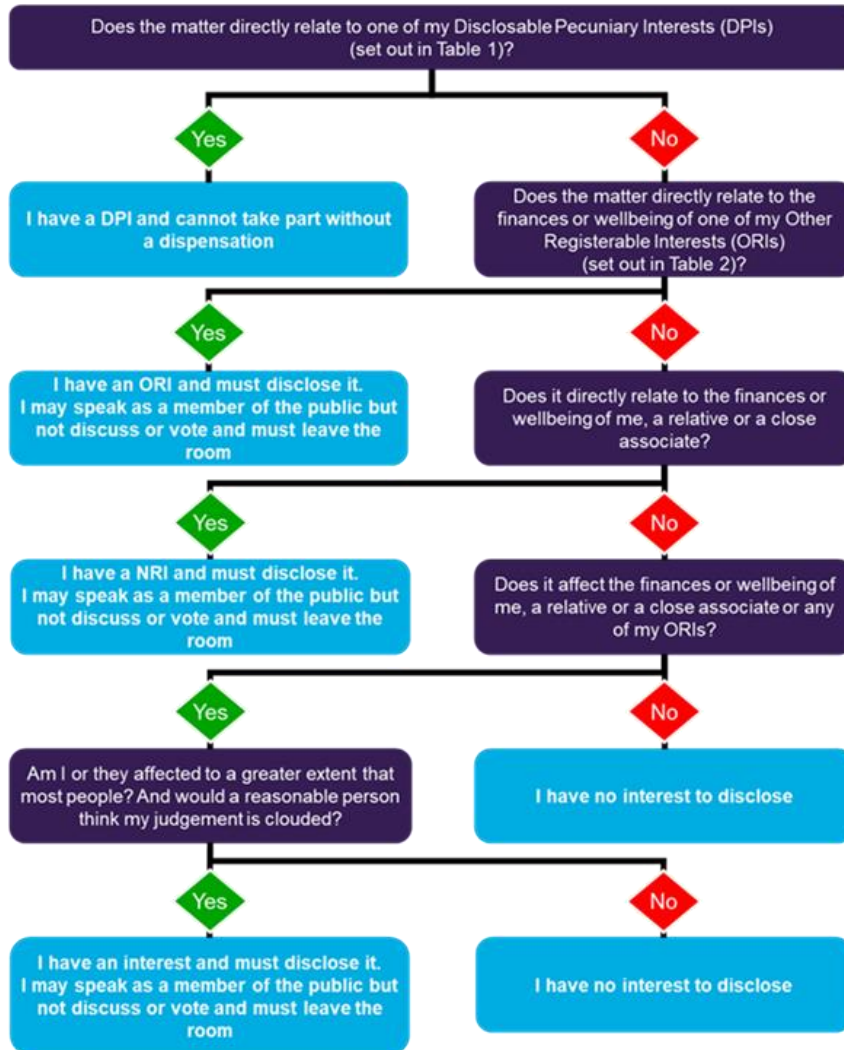 Does the matter directly relate to one of my Disclosable Pecuniary Interests (DPIs)
(set out in Table 1)?
Yes
No
I have a DPI and cannot take part without
a dispensation
Does the matter directly relate to the
finances or wellbeing of one of my Other
Registerable Interests (ORIs)
(set out in Table 2)?
Yes
No
I have an ORI and must disclose it.
I may speak as a member of the public but
not discuss or vote and must leave the
room
Does it directly relate to the finances or
wellbeing of me, a relative or a close
associate?
Yes
No
I have a NRI and must disclose it.
I may speak as a member of the public but
not discuss or vote and must leave the
room
Does it affect the finances or wellbeing of
me, a relative or a close associate or any
of my ORIs?
Yes
No
Am I or they affected to a greater extent that
most people? And would a reasonable person
think my judgement is clouded?
I have no interest to disclose
Yes
No
I have an interest and must disclose it.
I may speak as a member of the public but
not discuss or vote and must leave the
room
I have no interest to disclose